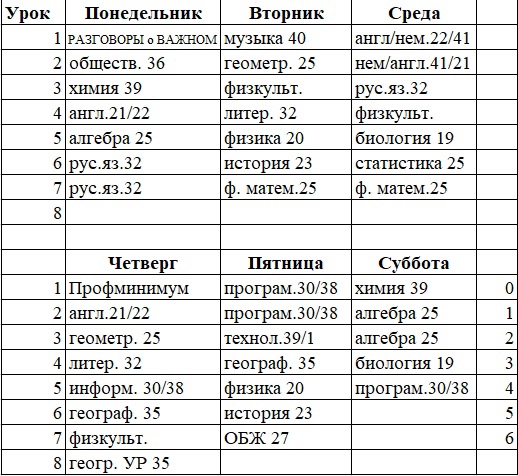 Урок Понедельник Вторник Среда
1 РАЗГОВОРЫ о ВАЖНОМ музыка 40 англ/нем.22/41
2 обществ. 36 геометр. 25 нем/англ.41/21
3 химия 39 физкульт. рус.яз.32
4 англ.21/22 литер. 32 физкульт.
5 алгебра 25 физика 20 биология 19
6 рус.яз.32 история 23 статистика 25
7 рус.яз.32 ф. матем.25 ф. матем.25
8
Четверг Пятница Суббота
1 Профминимум програм.30/38 химия 39 0
2 англ.21/22 програм.30/38 алгебра 25 1
3 геометр. 25 технол.39/1 алгебра 25 2
4 литер. 32 географ. 35 биология 19 3
5 информ. 30/38 физика 20 програм.30/38 4
6 географ. 35 история 23 5
7 физкульт. ОБЖ 27 6
8 геогр. УР 35